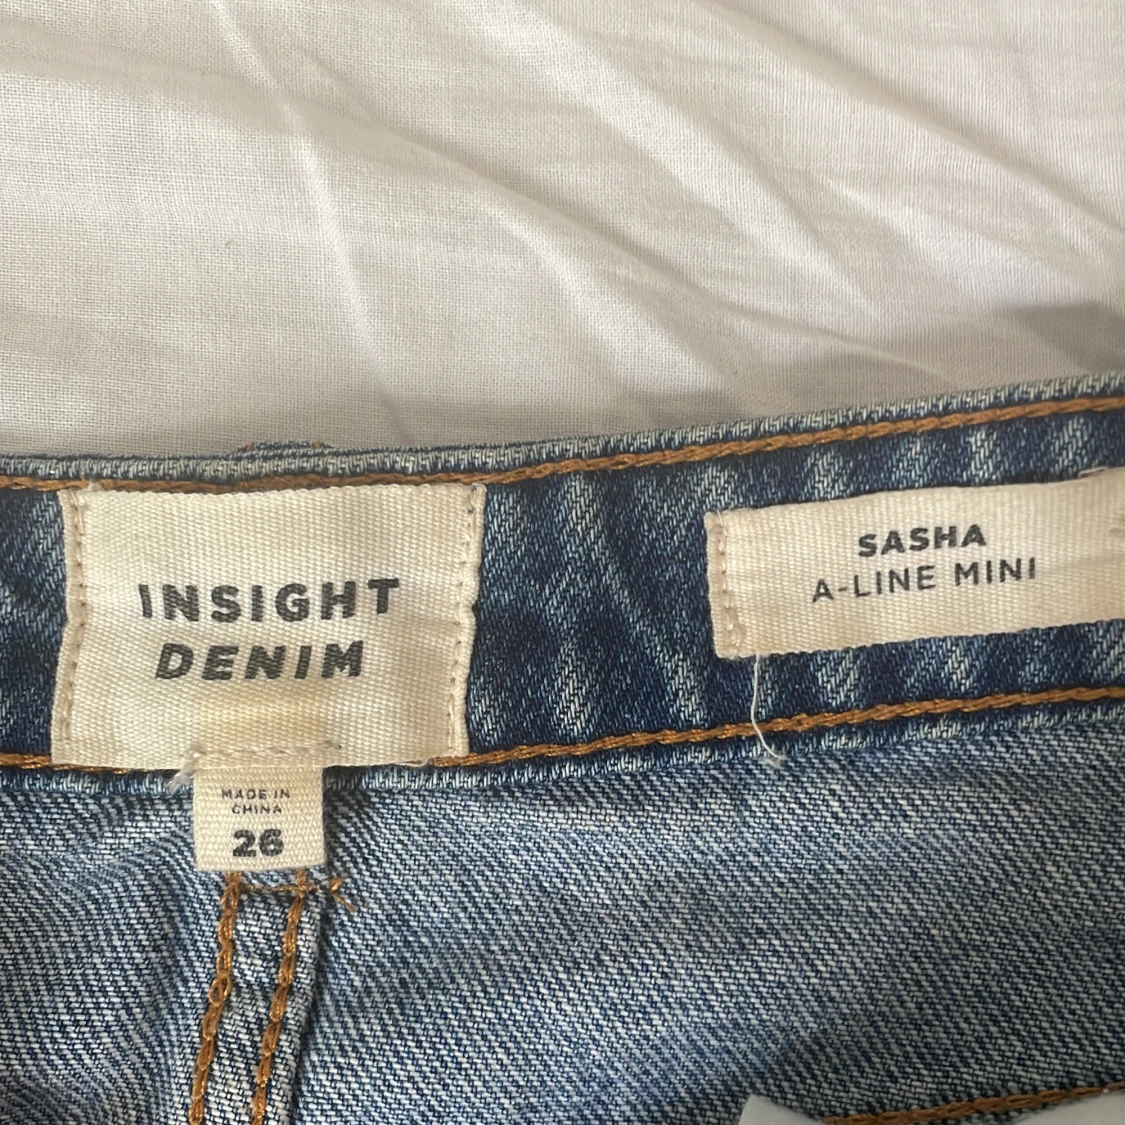 INSIGHT
DENIM
SASHA
A-LINE MINI
MADE IN
CHINA
26